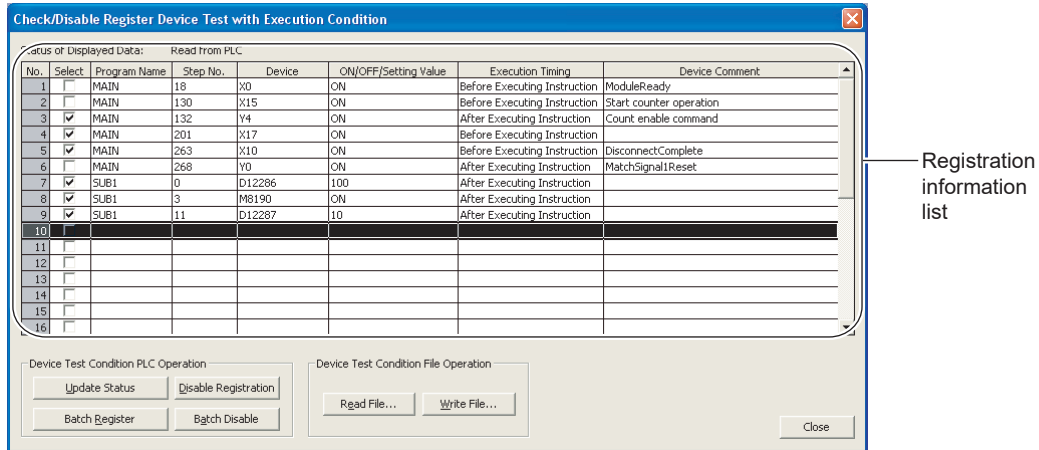 Check/Disable Register Device Test with Execution Condition
Status of Displayed Data: Read from PLC
No. Select Program Name Step No. Device ON/OFF/Setting Value Execution Timing Device Comment
1 MAIN 18 X0 ON Before Executing Instruction ModuleReady
2 MAIN 130 X15 ON Before Executing Instruction Start counter operation
3 MAIN 132 Y4 ON After Executing Instruction Count enable command
4 MAIN 201 X17 ON Before Executing Instruction
5 MAIN 263 X10 ON Before Executing Instruction DisconnectComplete
6 MAIN 268 Y0 ON After Executing Instruction MatchSignal1Reset
7 SUB1 0 D12286 100 After Executing Instruction
8 SUB1 3 M8190 ON After Executing Instruction
9 SUB1 11 D12287 10 After Executing Instruction
10
11
12
13
14
15
16
Registration
information
list
Device Test Condition PLC Operation
Device Test Condition File Operation
Update Status Disable Registration
Read File... Write File...
Batch Register Batch Disable
Close